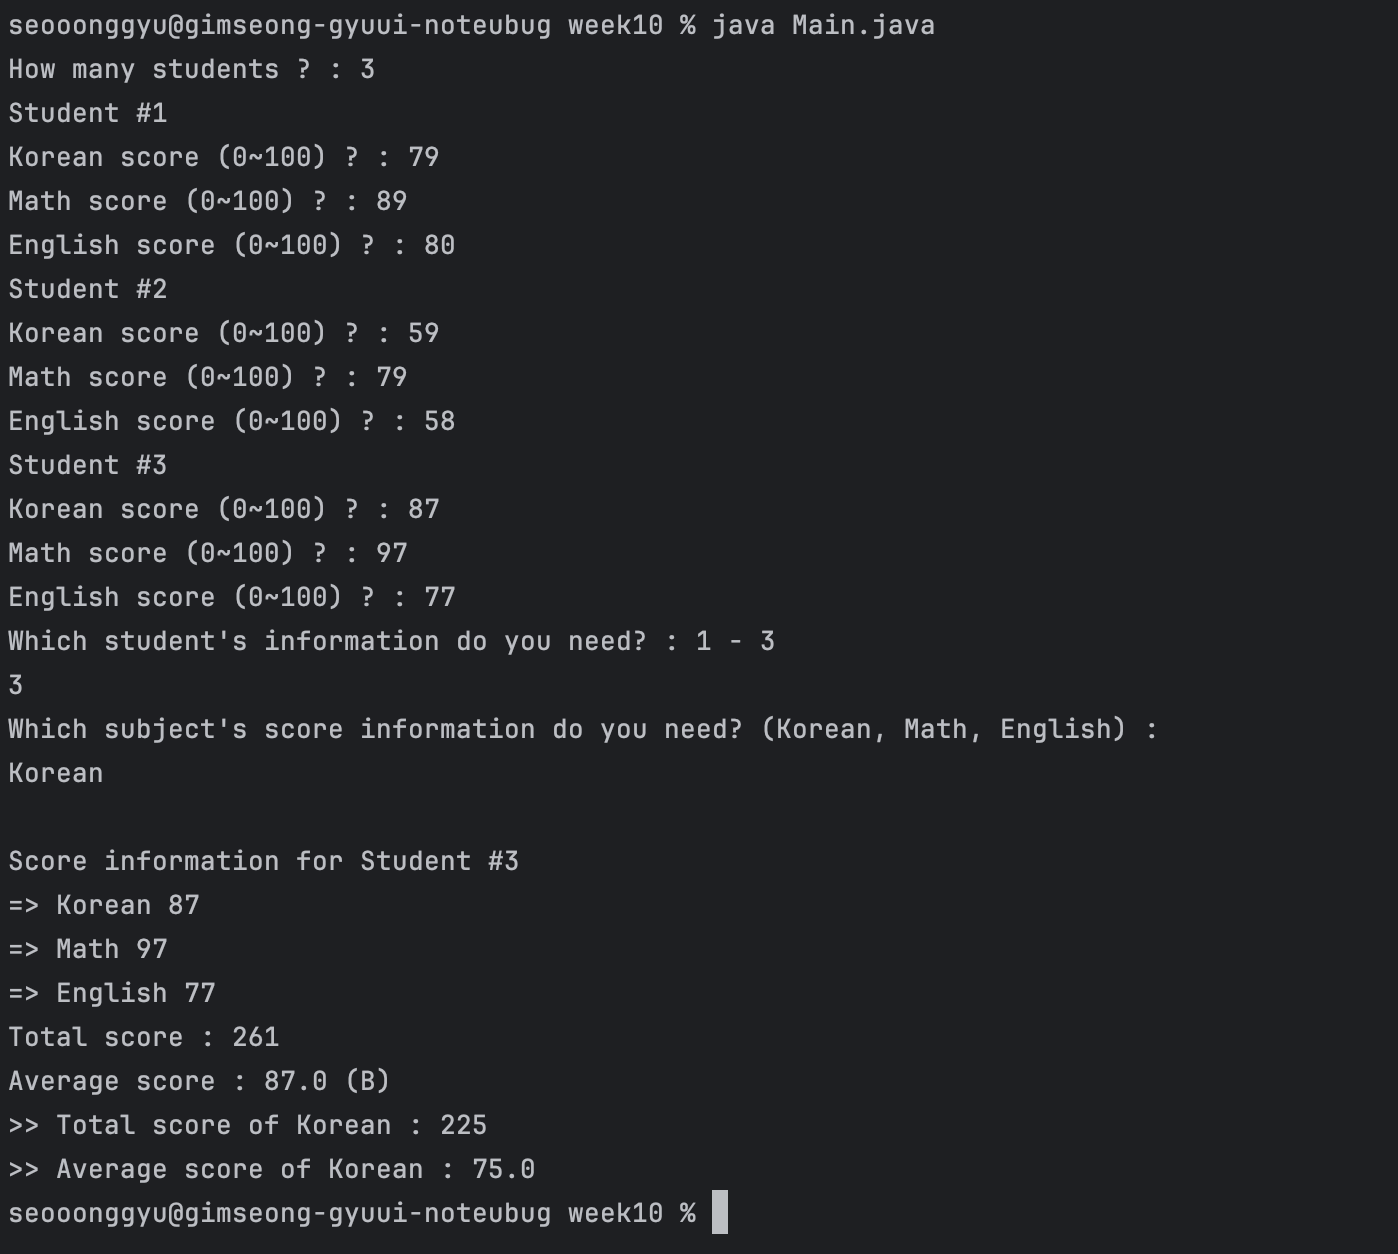 seooonggyu@gimseong-gyuui-noteubug week10 % java Main.java
How many students ? : 3
Student #1
Korean score (0~100) ? : 79
Math score (0~100) ? : 89
English score (0~100) ? : 80
Student #2
Korean score (0~100) ? : 59
Math score (0~100) ? : 79
English score (0~100) ? : 58
Student #3
Korean score (0~100) ? : 87
Math score (0~100) ? : 97
English score (0~100) ? : 77
Which student's information do you need? : 1 - 3
3
Which subject's score information do you need? (Korean, Math, English) :
Korean

Score information for Student #3
=> Korean 87
=> Math 97
=> English 77
Total score : 261
Average score : 87.0 (B)
>> Total score of Korean : 225
>> Average score of Korean : 75.0
seooonggyu@gimseong-gyuui-noteubug week10 %